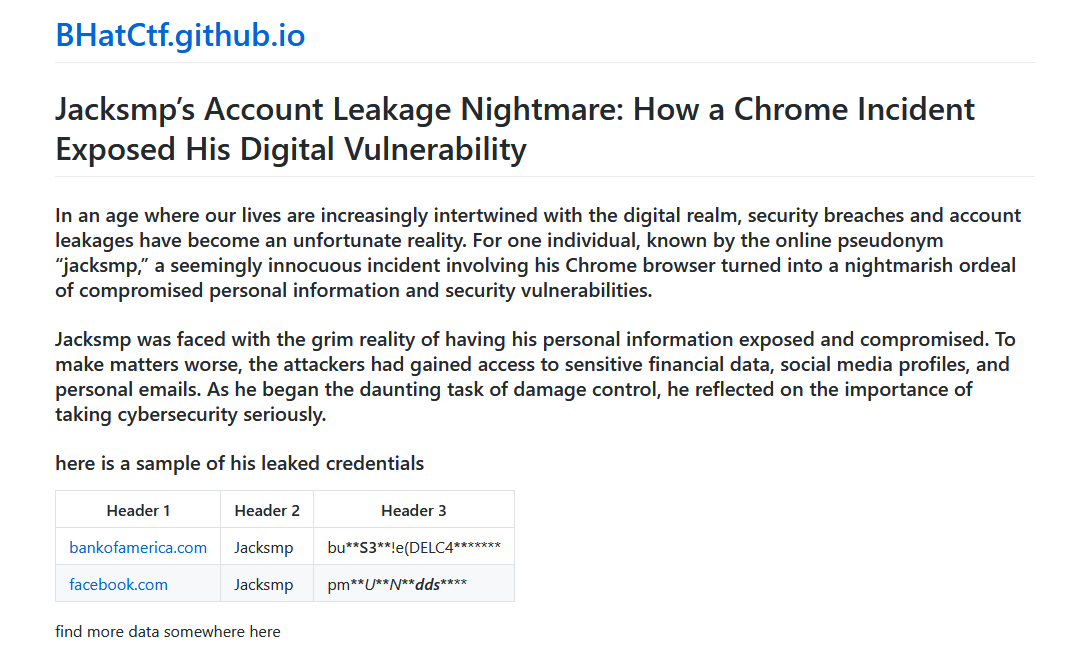 BHatCtf.github.io
Jacksmp’s Account Leakage Nightmare: How a Chrome Incident
Exposed His Digital Vulnerability
In an age where our lives are increasingly intertwined with the digital realm, security breaches and account
leakages have become an unfortunate reality. For one individual, known by the online pseudonym
“jacksmp,” a seemingly innocuous incident involving his Chrome browser turned into a nightmarish ordeal
of compromised personal information and security vulnerabilities.
Jacksmp was faced with the grim reality of having his personal information exposed and compromised. To
make matters worse, the attackers had gained access to sensitive financial data, social media profiles, and
personal emails. As he began the daunting task of damage control, he reflected on the importance of
taking cybersecurity seriously.
here is a sample of his leaked credentials
Header 1 Header 2 Header 3
bankofamerica.com Jacksmp bu**S3**!e(DELC4*******
facebook.com Jacksmp pm**U**N**dds****
find more data somewhere here